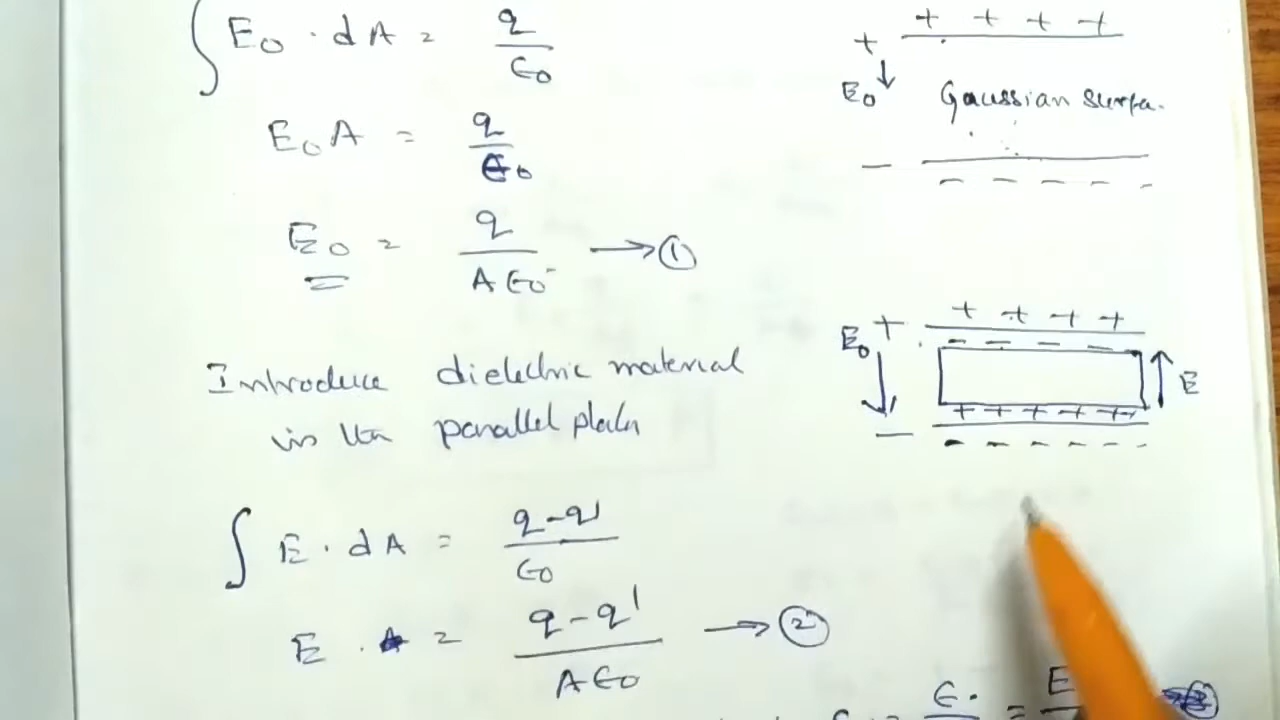 ∫ E₀ · dA = q/ϵ₀
E₀A = q/ϵ₀
E₀ = q/Aϵ₀ → ①
+ + + +
+
E₀ ↓
Gaussian surfa.
−
− − − − −
Introduce dielectric material
in the parallel plate
+ + + +
E₀ +
− − − −
↑ E
+ + + + + +
−
− − − − − −
∫ E · dA = q-q'/ϵ₀
E · A = q-q'/Aϵ₀ → ②